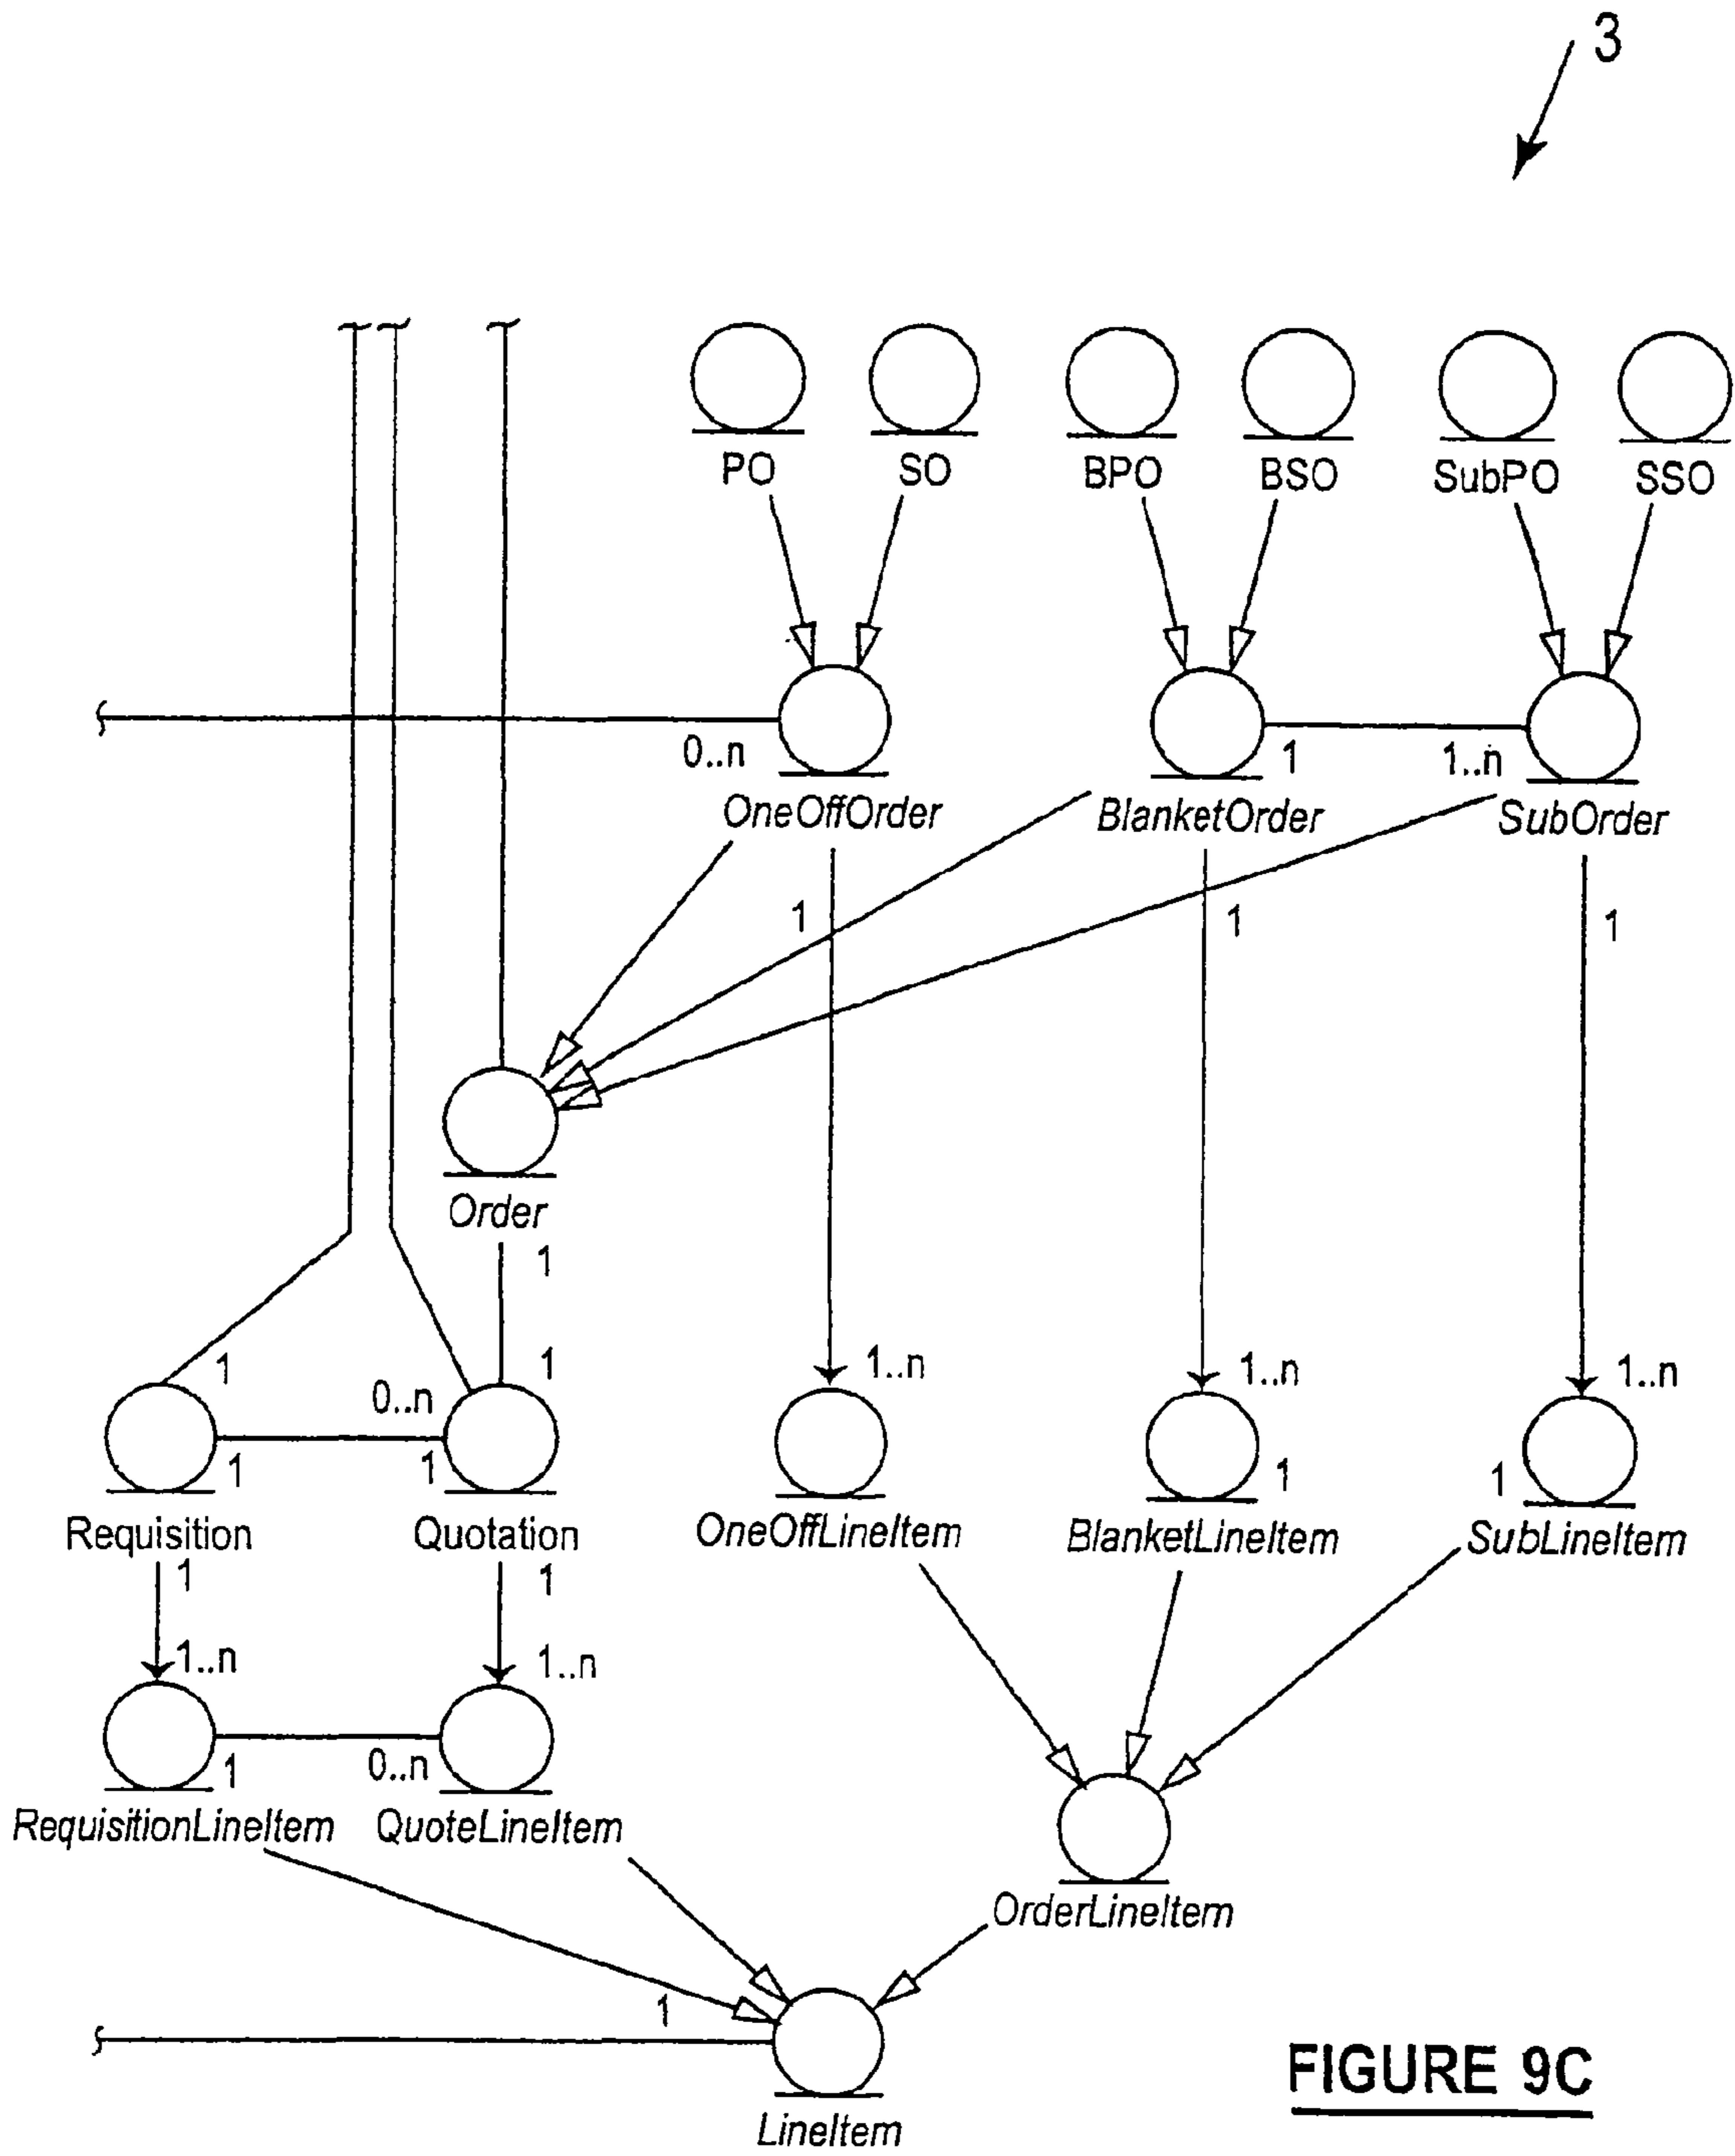 3
PO SO BPO BSO SubPO SSO
0..n 1 1..n
OneOffOrder BlanketOrder SubOrder
1 1 1
Order
1
1 1 1..n 1..n 1..n
0..n
1 1 1 1
Requisition Quotation OneOffLineItem BlanketLineItem SubLineItem
1 1
1..n 1..n
1 0..n
RequisitionLineItem QuoteLineItem
OrderLineItem
1
LineItem
FIGURE 9C